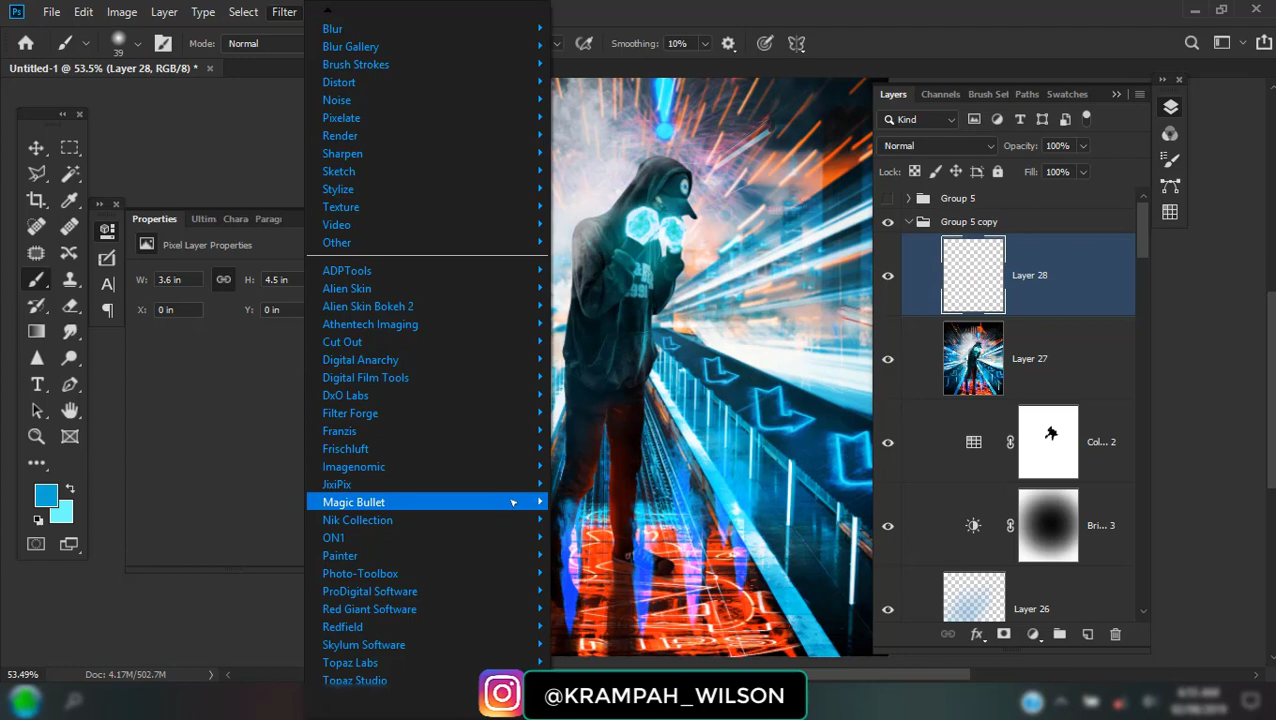 Ps File Edit Image Layer Type Select Filter
39 Mode: Normal Smoothing: 10%
Untitled-1 @ 53.5% (Layer 28, RGB/8) * ×
Blur
Blur Gallery
Brush Strokes
Distort
Noise
Pixelate
Render
Sharpen
Sketch
Stylize
Texture
Video
Other
ADPTools
Alien Skin
Alien Skin Bokeh 2
Athentech Imaging
Cut Out
Digital Anarchy
Digital Film Tools
DxO Labs
Filter Forge
Franzis
Frischluft
Imagenomic
JixiPix
Magic Bullet
Nik Collection
ON1
Painter
Photo-Toolbox
ProDigital Software
Red Giant Software
Redfield
Skylum Software
Topaz Labs
Topaz Studio
Properties Ultim Chara Parag
Pixel Layer Properties
W: 3.6 in H: 4.5 in
X: 0 in Y: 0 in
Layers Channels Brush Set Paths Swatches
Kind
Normal Opacity: 100%
Lock: Fill: 100%
Group 5
Group 5 copy
Layer 28
Layer 27
Col... 2
Bri... 3
Layer 26
fx
53.49% Doc: 4.17M/502.7M
@KRAMPAH_WILSON